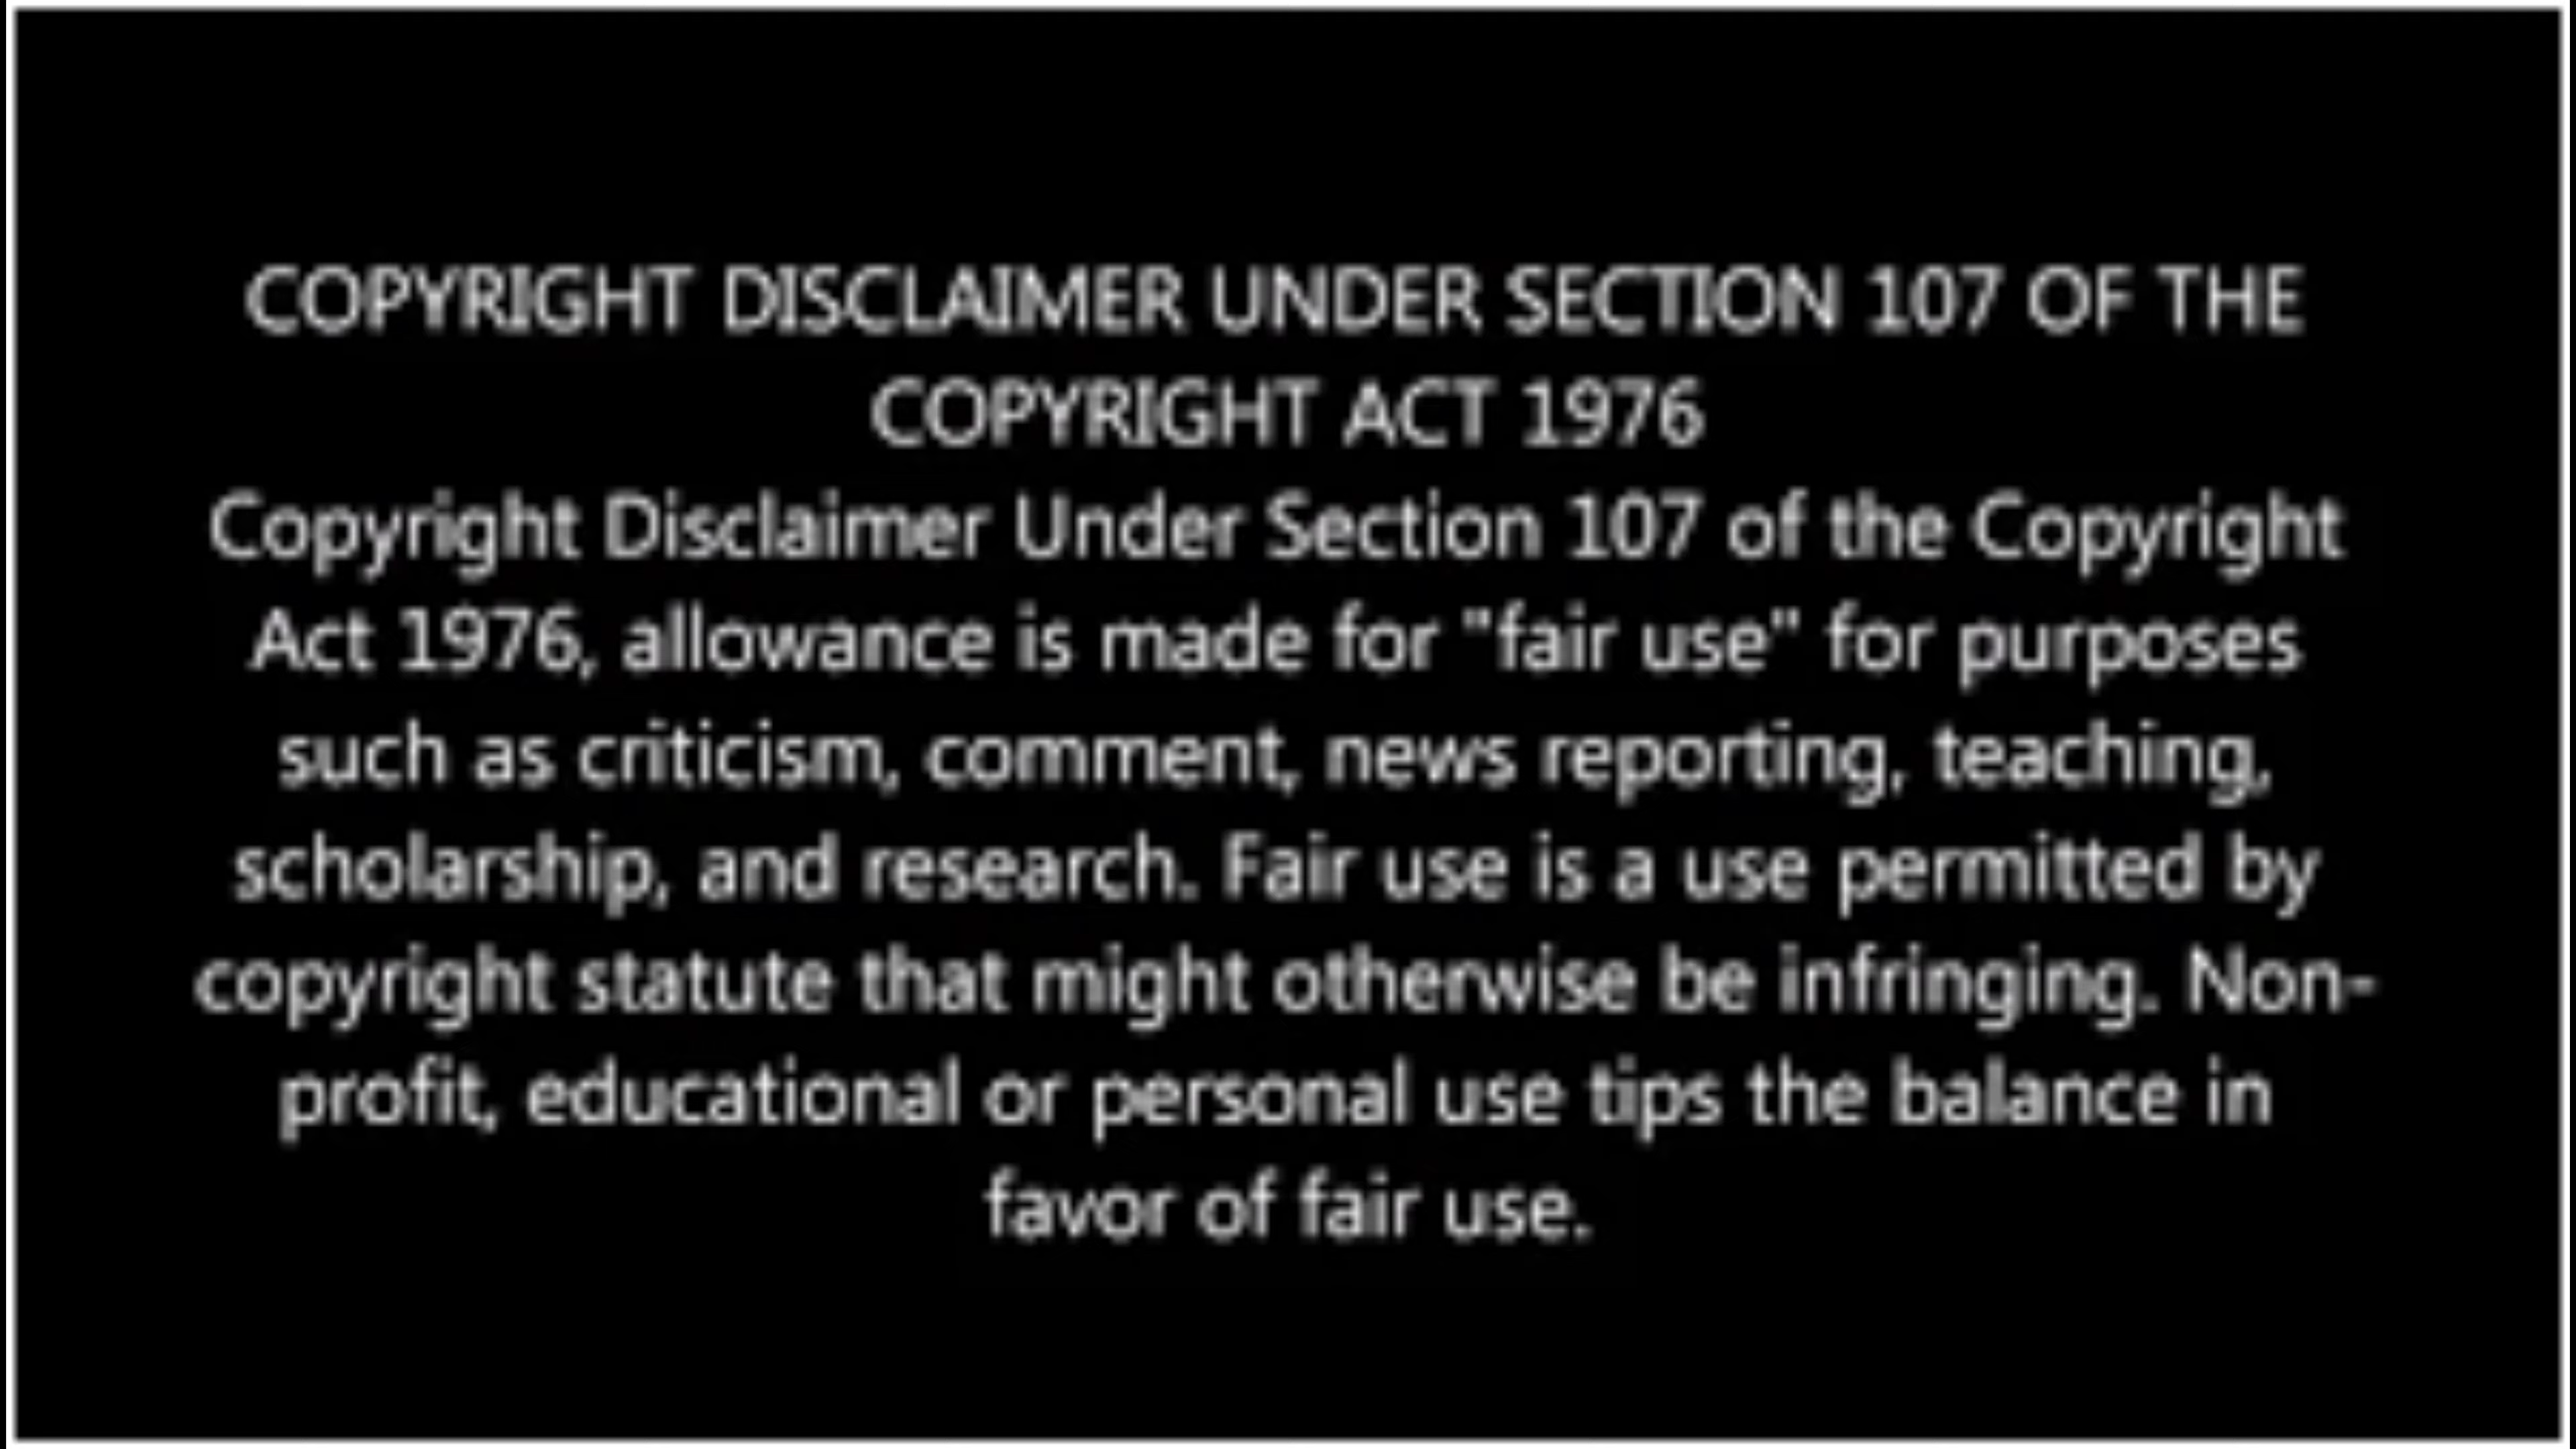 COPYRIGHT DISCLAIMER UNDER SECTION 107 OF THE
COPYRIGHT ACT 1976
Copyright Disclaimer Under Section 107 of the Copyright
Act 1976, allowance is made for "fair use" for purposes
such as criticism, comment, news reporting, teaching,
scholarship, and research. Fair use is a use permitted by
copyright statute that might otherwise be infringing. Non-
profit, educational or personal use tips the balance in
favor of fair use.